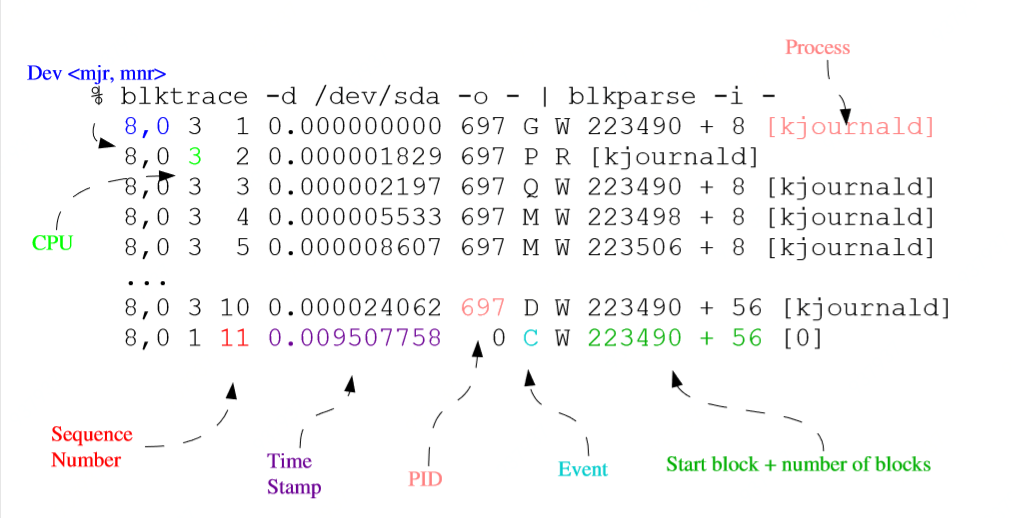 Process
Dev <mjr, mnr>
% blktrace -d /dev/sda -o - | blkparse -i -
8,0 3 1 0.000000000 697 G W 223490 + 8 [kjournald]
8,0 3 2 0.000001829 697 P R [kjournald]
8,0 3 3 0.000002197 697 Q W 223490 + 8 [kjournald]
8,0 3 4 0.000005533 697 M W 223498 + 8 [kjournald]
8,0 3 5 0.000008607 697 M W 223506 + 8 [kjournald]
...
8,0 3 10 0.000024062 697 D W 223490 + 56 [kjournald]
8,0 1 11 0.009507758 0 C W 223490 + 56 [0]
CPU
Sequence
Number
Time
Stamp
PID
Event
Start block + number of blocks